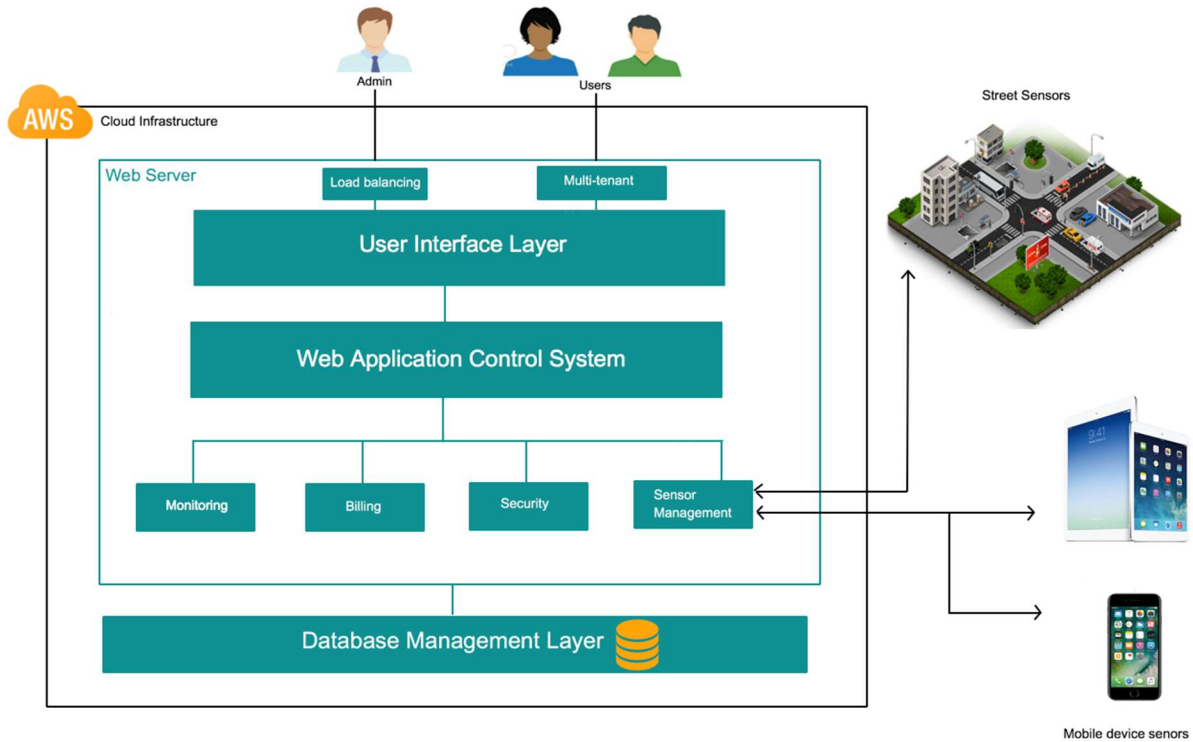 Admin
Users
AWS
Cloud Infrastructure
Street Sensors
Web Server
Load balancing
Multi-tenant
User Interface Layer
Web Application Control System
Monitoring
Billing
Security
Sensor
Management
9:41
Database Management Layer
Mobile device senors